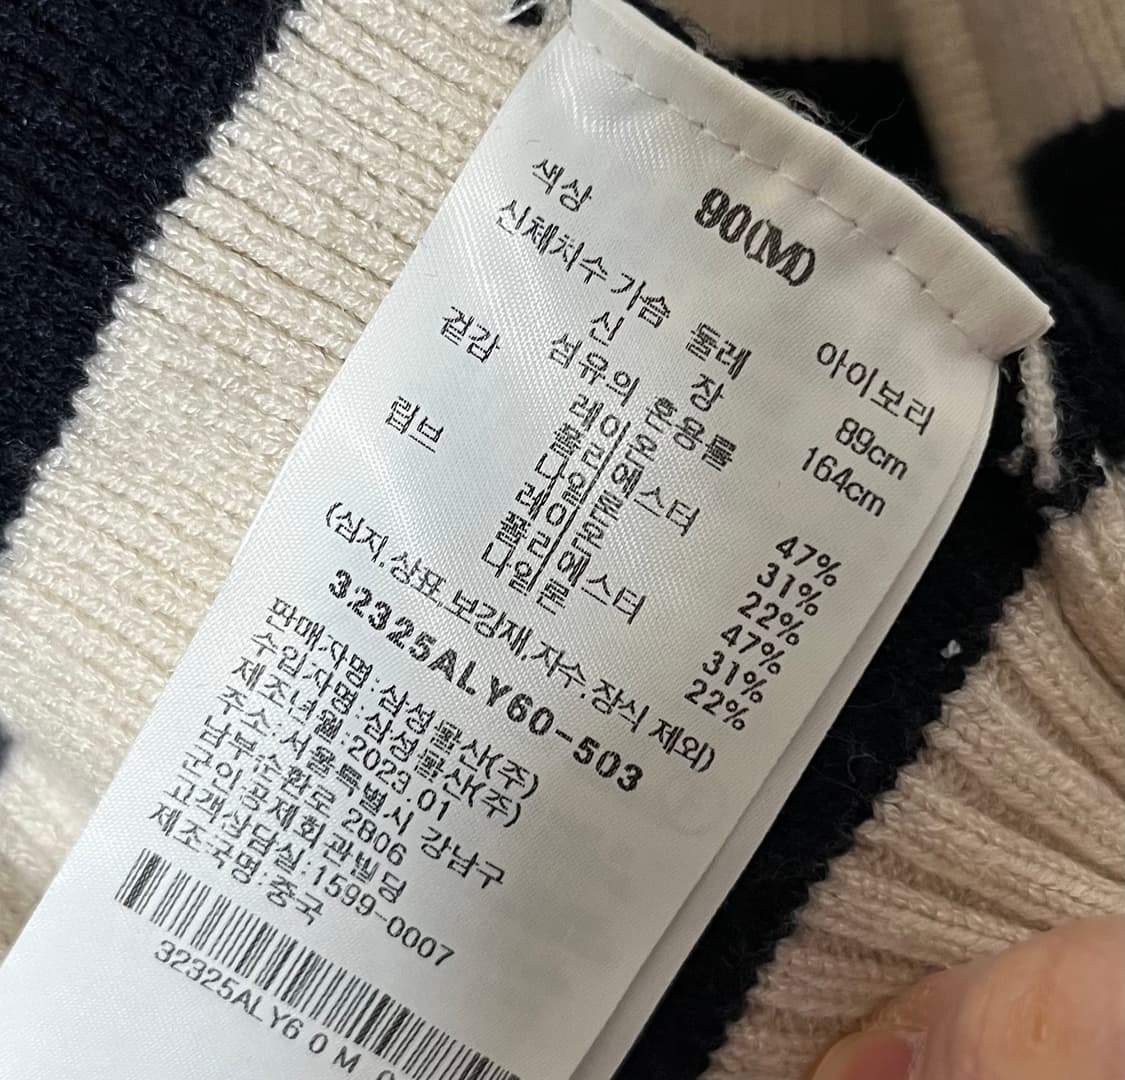 90(M)
색상 아이보리
신체치수 가슴 둘레 89cm
신 장 164cm
겉감 섬유의 혼용률
레이온 47%
폴리에스터 31%
나일론 22%
립브 레이온 47%
폴리에스터 31%
나일론 22%
(심지,상표,보강재,자수,장식 제외)
32325ALY60-503
판매자명:삼성물산(주)
수입자명:삼성물산(주)
제조년월:2023.01
주소:서울특별시 강남구
남부순환로 2806
군인공제회관빌딩
고객상담실:1599-0007
제조국명:중국
32325ALY6 0 M